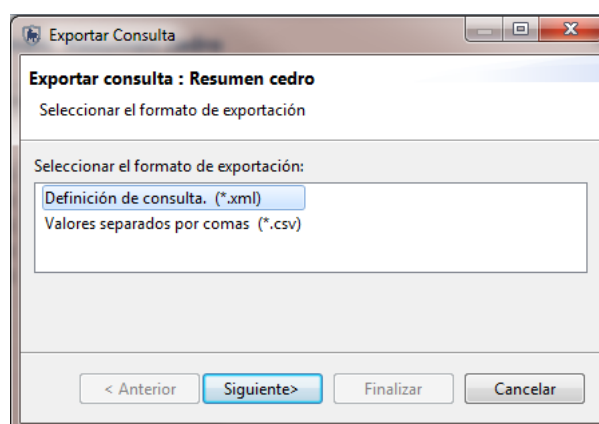 Exportar Consulta
Exportar consulta : Resumen cedro
Seleccionar el formato de exportación
Seleccionar el formato de exportación:
Definición de consulta. (*.xml)
Valores separados por comas (*.csv)
< Anterior Siguiente> Finalizar Cancelar